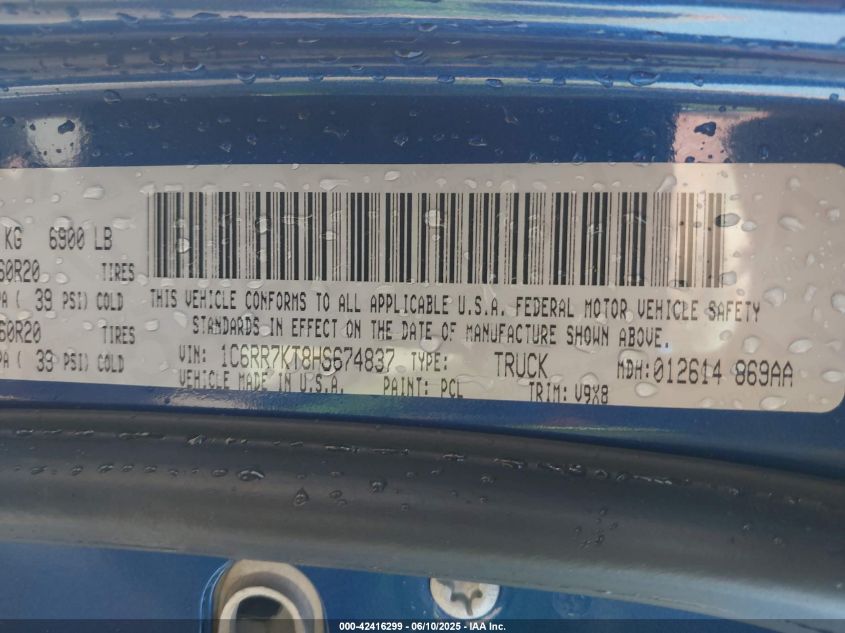 KG 6900 LB
60R20 TIRES
PA ( 39 PSI) COLD
60R20 TIRES
PA ( 39 PSI) COLD
THIS VEHICLE CONFORMS TO ALL APPLICABLE U.S.A. FEDERAL MOTOR VEHICLE SAFETY
STANDARDS IN EFFECT ON THE DATE OF MANUFACTURE SHOWN ABOVE.
VIN: 1C6RR7KT8HS674837 TYPE: TRUCK MDH:012614 869AA
VEHICLE MADE IN U.S.A. PAINT: PCL TRIM: V9X8
000-42416299 - 06/10/2025 - IAA Inc.